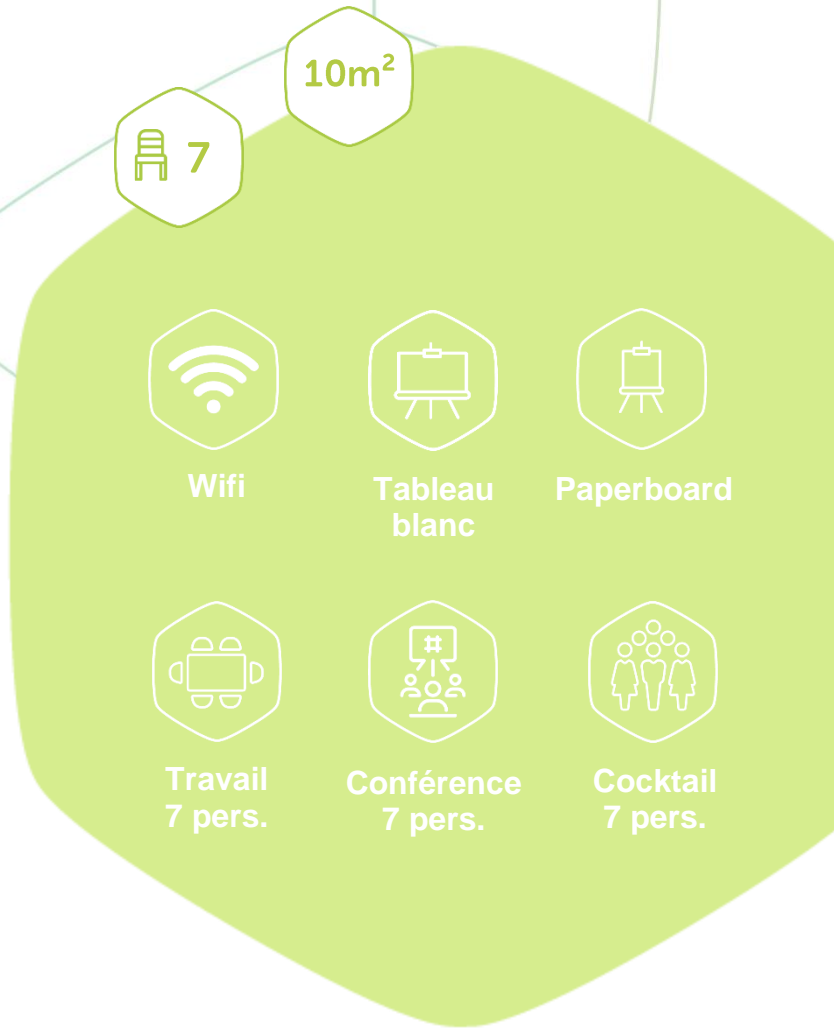 10m²
7
Wifi
Tableau
blanc
Paperboard
#
Travail
7 pers.
Conférence
7 pers.
Cocktail
7 pers.